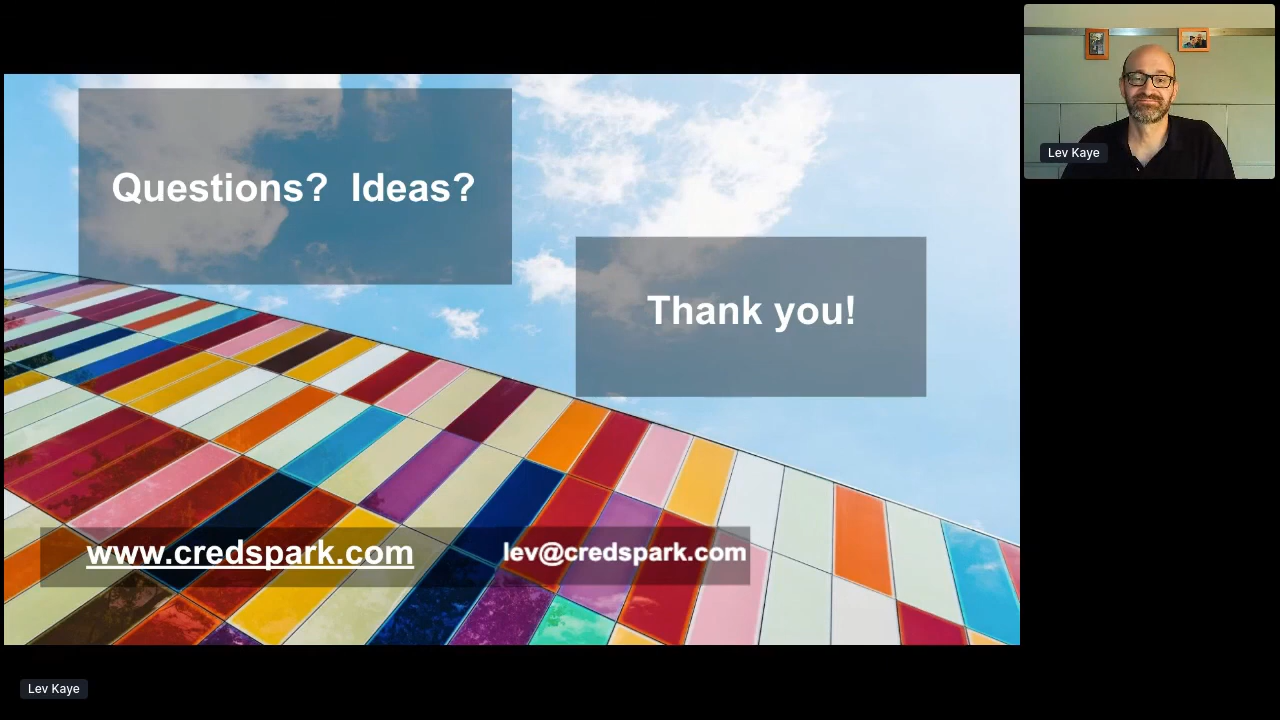 Questions?  Ideas?
Thank you!
www.credspark.com
lev@credspark.com
Lev Kaye
Lev Kaye